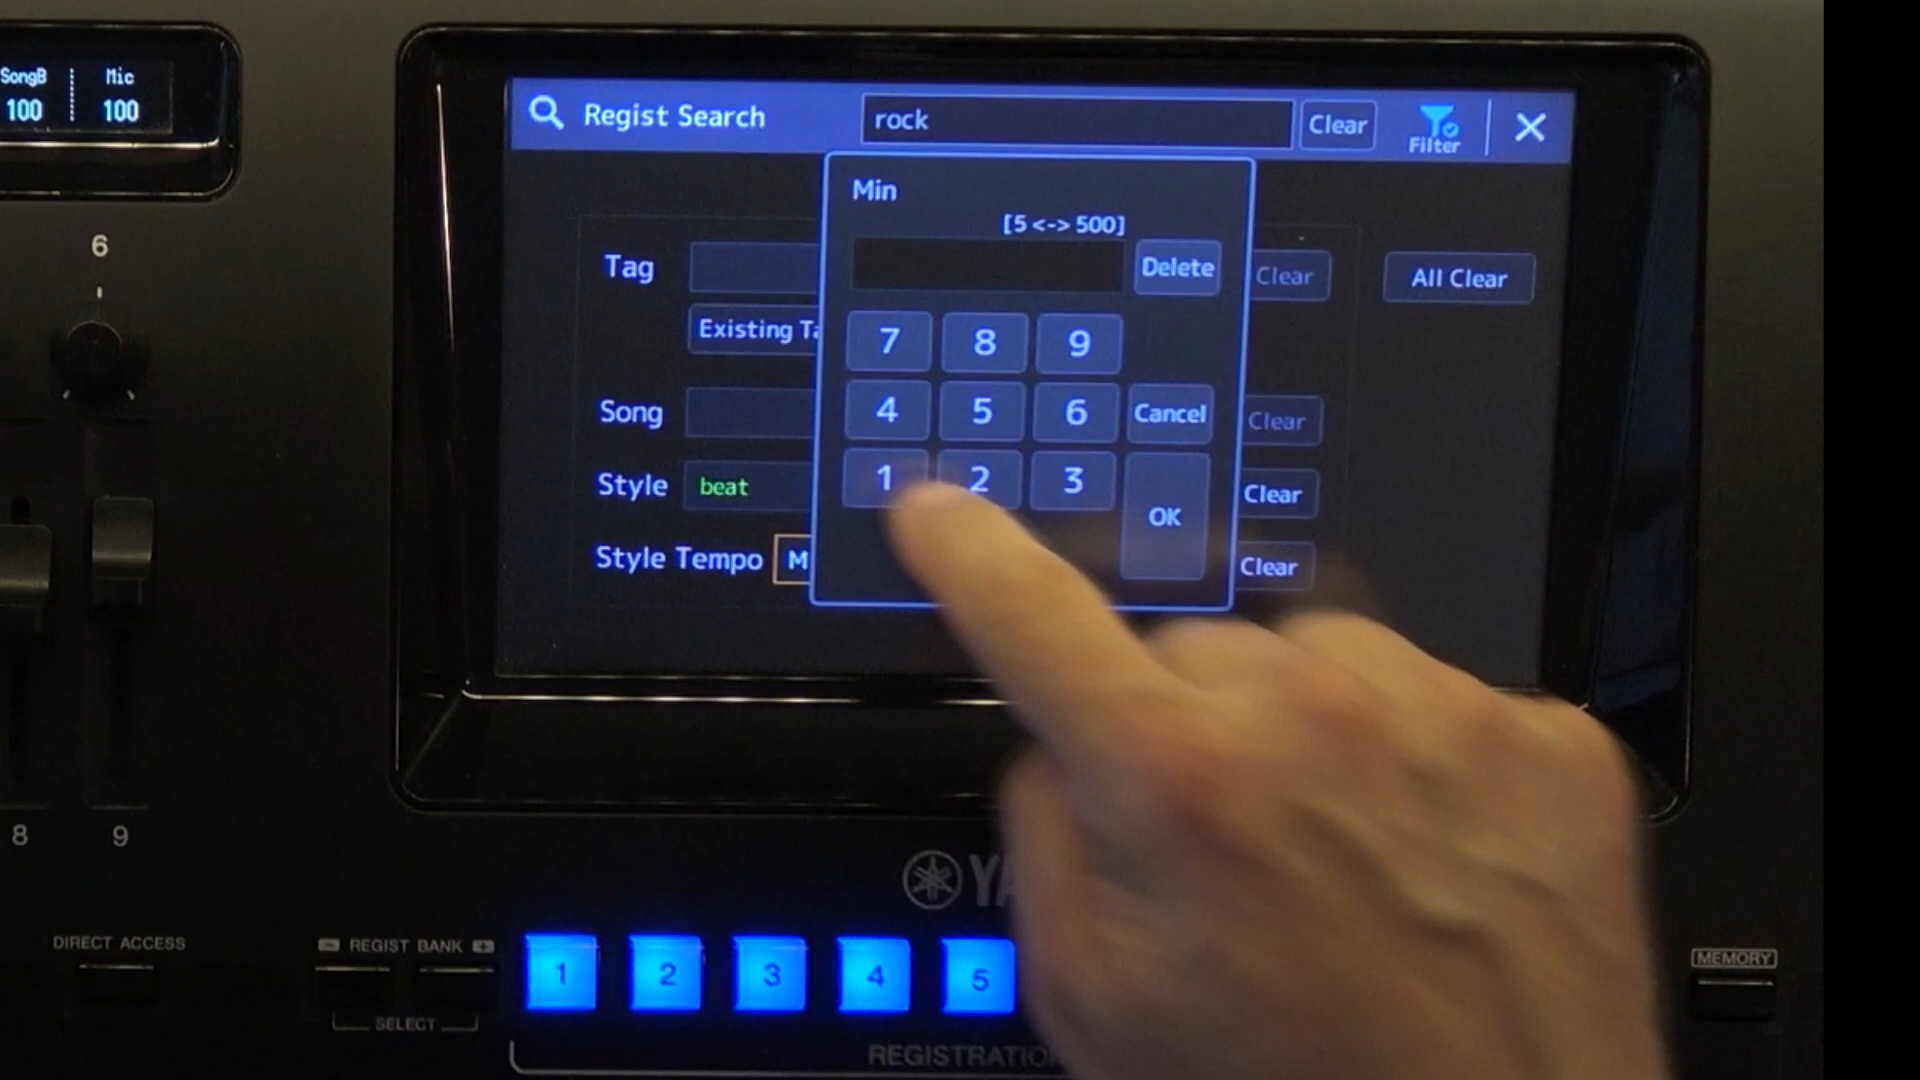 SongB Mic
100 100
6
8 9
Regist Search rock Clear Filter
Min
[5 <-> 500]
Delete
7 8 9
4 5 6 Cancel
1 2 3
OK
Tag Clear All Clear
Existing Ta
Song Clear
Style beat Clear
Style Tempo M Clear
YA
DIRECT ACCESS
- REGIST BANK +
SELECT
1 2 3 4 5
MEMORY
REGISTRATIO